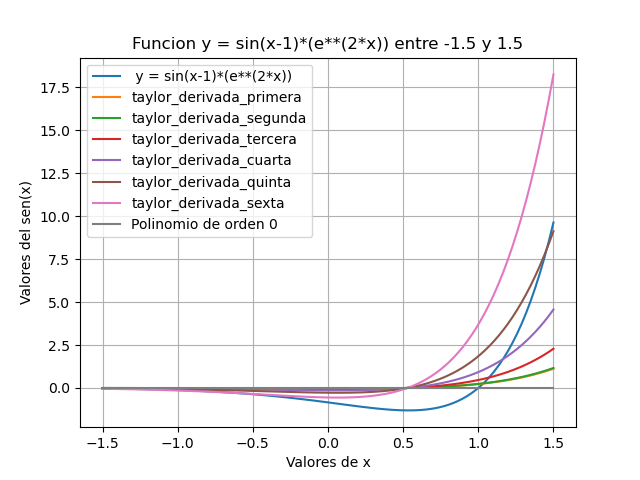 Funcion y = sin(x-1)*(e**(2*x)) entre -1.5 y 1.5
y = sin(x-1)*(e**(2*x))
taylor_derivada_primera
taylor_derivada_segunda
taylor_derivada_tercera
taylor_derivada_cuarta
taylor_derivada_quinta
taylor_derivada_sexta
Polinomio de orden 0
Valores del sen(x)
17.5
15.0
12.5
10.0
7.5
5.0
2.5
0.0
−1.5
−1.0
−0.5
0.0
0.5
1.0
1.5
Valores de x